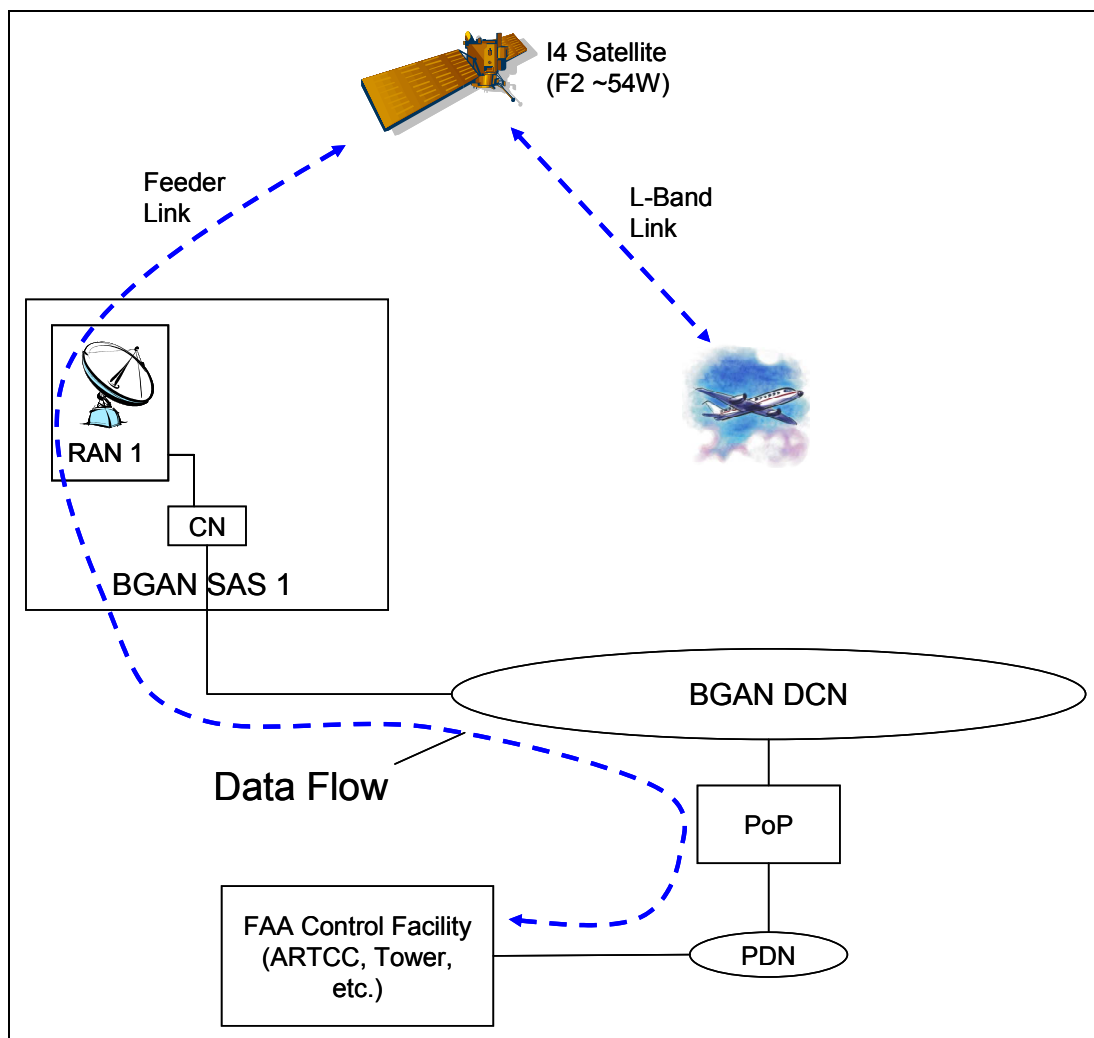 I4 Satellite
(F2 ~54W)
Feeder
Link
L-Band
Link
RAN 1
CN
BGAN SAS 1
BGAN DCN
Data Flow
PoP
FAA Control Facility
(ARTCC, Tower,
etc.)
PDN